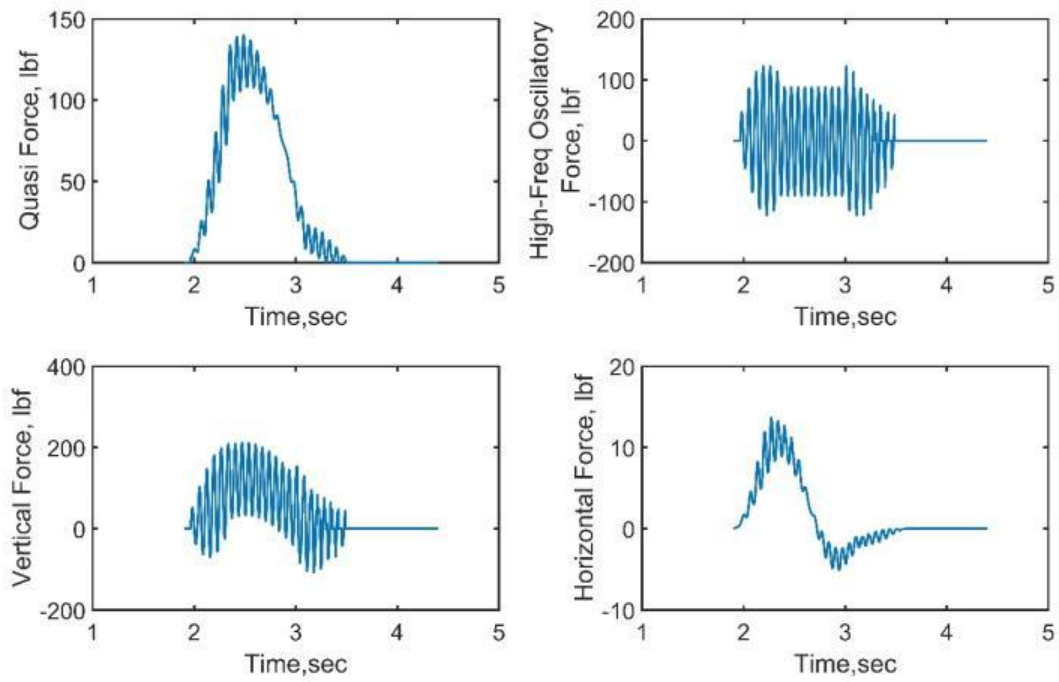 150
100
50
0
Quasi Force, lbf
1 2 3 4 5
Time,sec
200
100
0
-100
-200
High-Freq Oscillatory
Force, lbf
1 2 3 4 5
Time,sec
400
200
0
-200
Vertical Force, lbf
1 2 3 4 5
Time,sec
20
10
0
-10
Horizontal Force, lbf
1 2 3 4 5
Time,sec